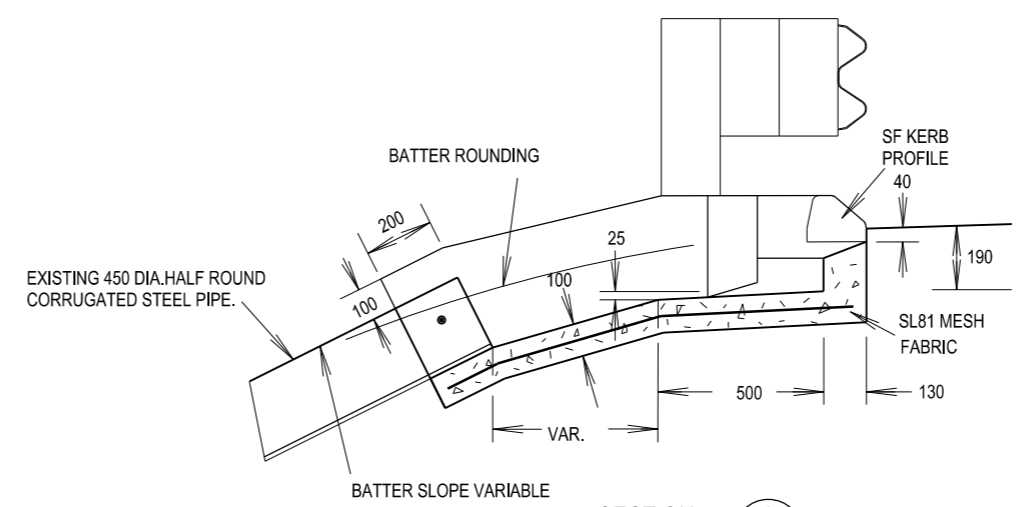 SF KERB
PROFILE
40
BATTER ROUNDING
200
25
190
EXISTING 450 DIA.HALF ROUND
CORRUGATED STEEL PIPE.
100
100
SL81 MESH
FABRIC
500
130
VAR.
BATTER SLOPE VARIABLE